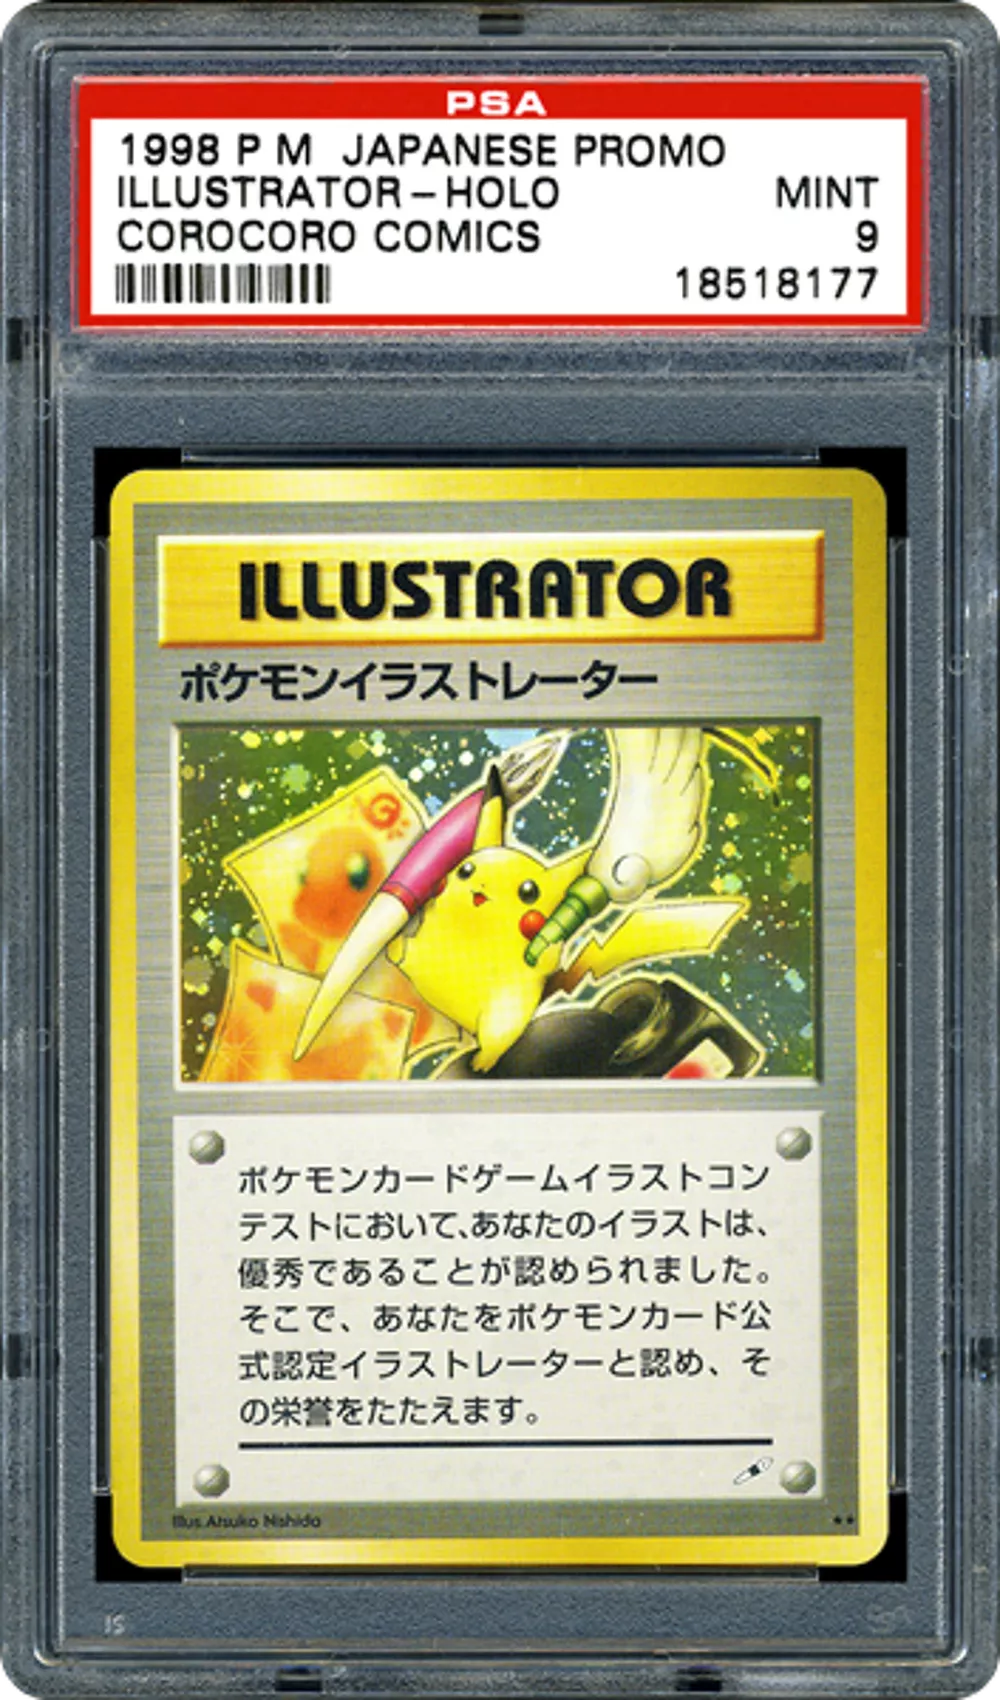 PSA
1998 P M JAPANESE PROMO
ILLUSTRATOR-HOLO MINT
COROCORO COMICS 9
18518177
ILLUSTRATOR
ポケモンイラストレーター
ポケモンカードゲームイラストコン
テストにおいて、あなたのイラストは、
優秀であることが認められました。
そこで、あなたをポケモンカード公
式認定イラストレーターと認め、そ
の栄誉をたたえます。
Illus. Atsuko Nishida ★★